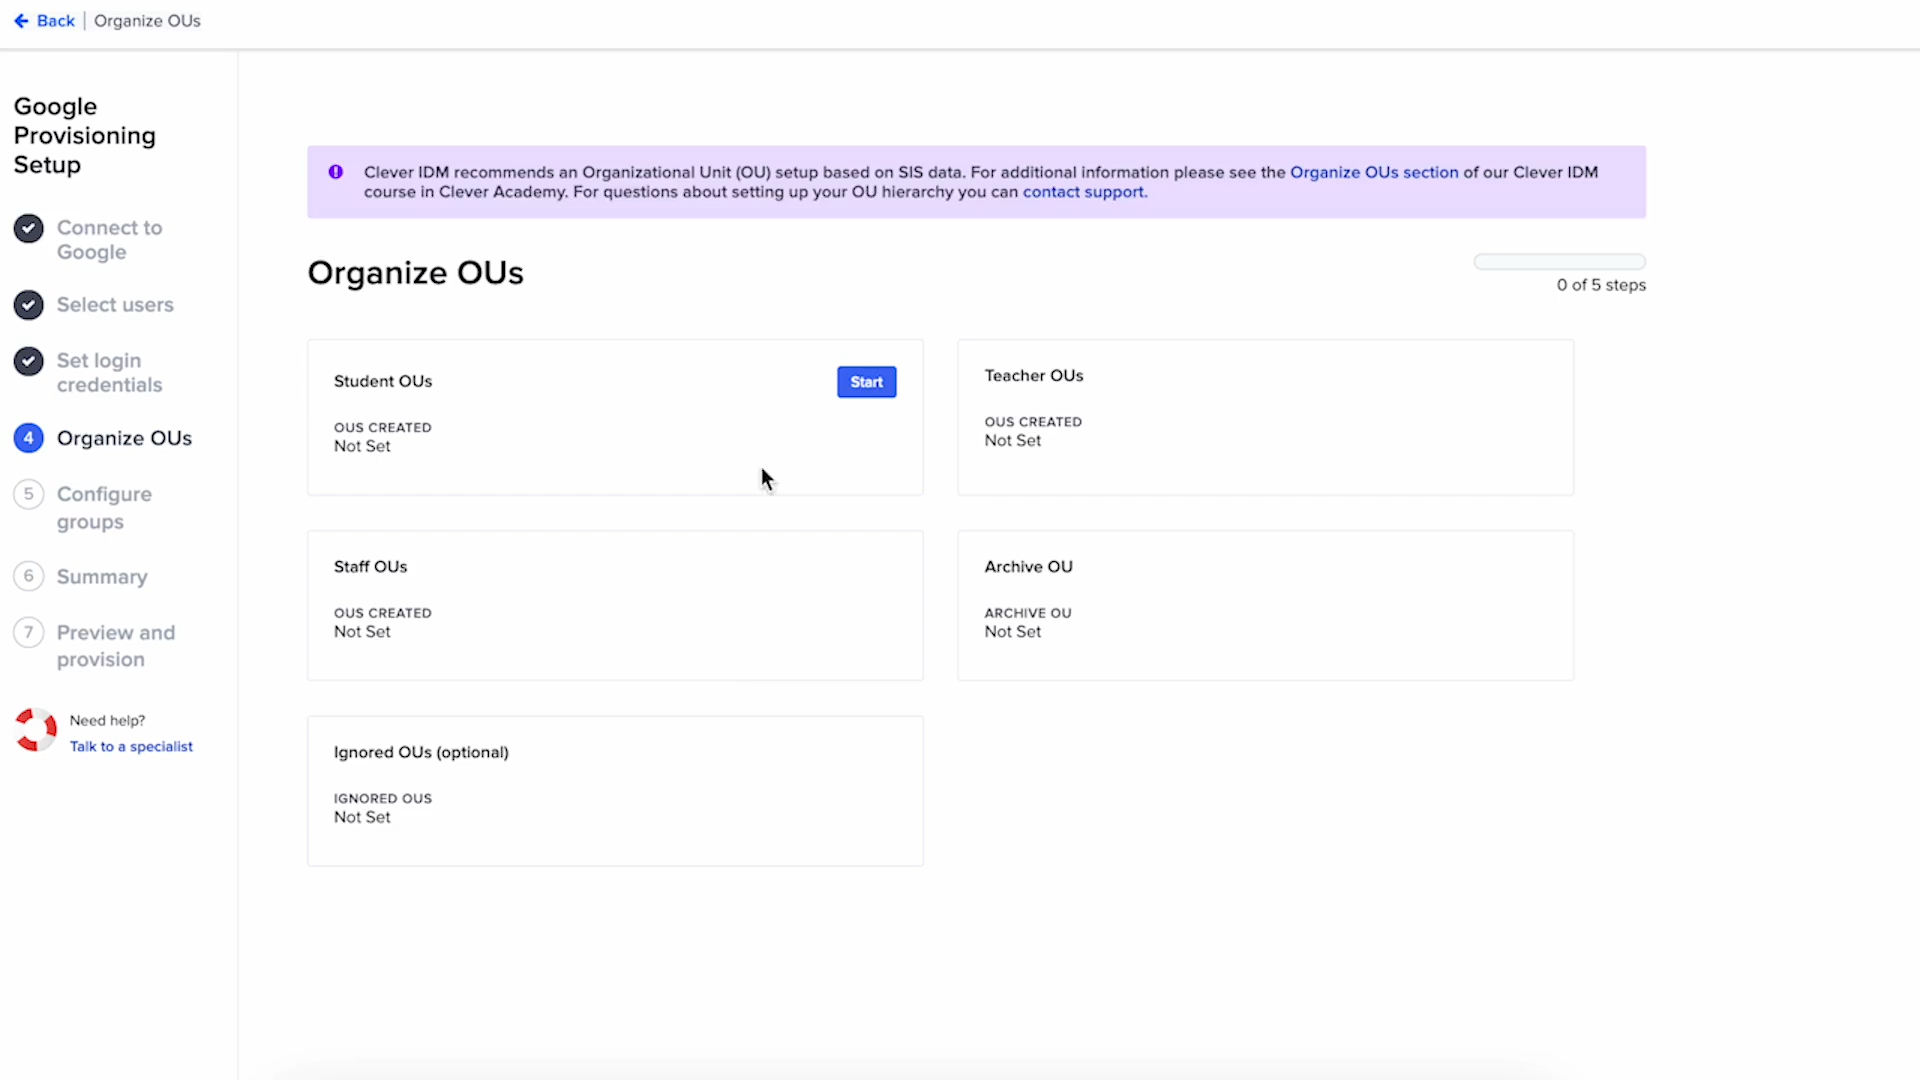 Back | Organize OUs
Google
Provisioning
Setup
Connect to
Google
Select users
Set login
credentials
4 Organize OUs
5 Configure
groups
6 Summary
7 Preview and
provision
Need help?
Talk to a specialist
Clever IDM recommends an Organizational Unit (OU) setup based on SIS data. For additional information please see the Organize OUs section of our Clever IDM
course in Clever Academy. For questions about setting up your OU hierarchy you can contact support.
Organize OUs
0 of 5 steps
Student OUs
Start
OUS CREATED
Not Set
Teacher OUs
OUS CREATED
Not Set
Staff OUs
OUS CREATED
Not Set
Archive OU
ARCHIVE OU
Not Set
Ignored OUs (optional)
IGNORED OUS
Not Set